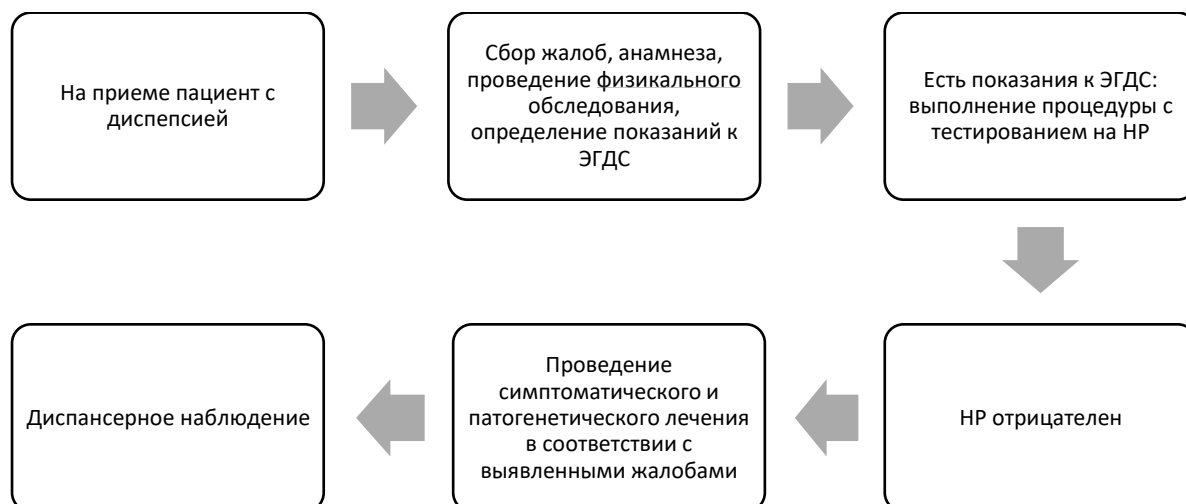 На приеме пациент с
диспепсией
Сбор жалоб, анамнеза,
проведение физикального
обследования,
определение показаний к
ЭГДС
Есть показания к ЭГДС:
выполнение процедуры с
тестированием на НР
НР отрицателен
Проведение
симптоматического и
патогенетического лечения
в соответствии с
выявленными жалобами
Диспансерное наблюдение